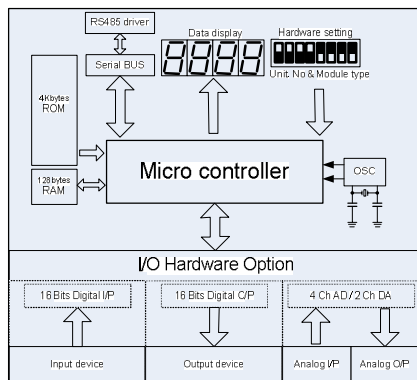 RS485 driver
Data display
Hardware setting
Serial BUS
Unit. No & Module type
4Kbytes
ROM
Micro controller
OSC
128bytes
RAM
I/O Hardware Option
16 Bits Digital I/P
16 Bits Digital C/P
4 Ch AD / 2 Ch DA
Input device
Output device
Analog I/P
Analog O/P